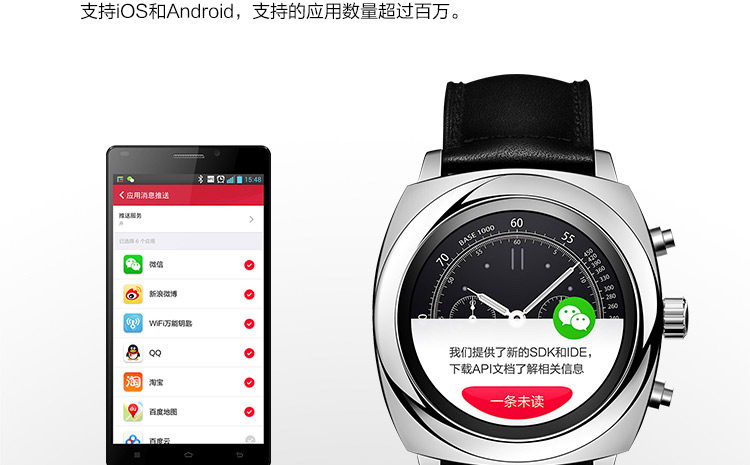 支持iOS和Android，支持的应用数量超过百万。
15:48
应用消息推送
推送服务
开
已选择 6 个应用
微信
新浪微博
WiFi万能钥匙
QQ
淘宝
百度地图
百度云
BASE 1000
70
60
55
60
5
我们提供了新的SDK和IDE，
下载API文档了解相关信息
一条未读